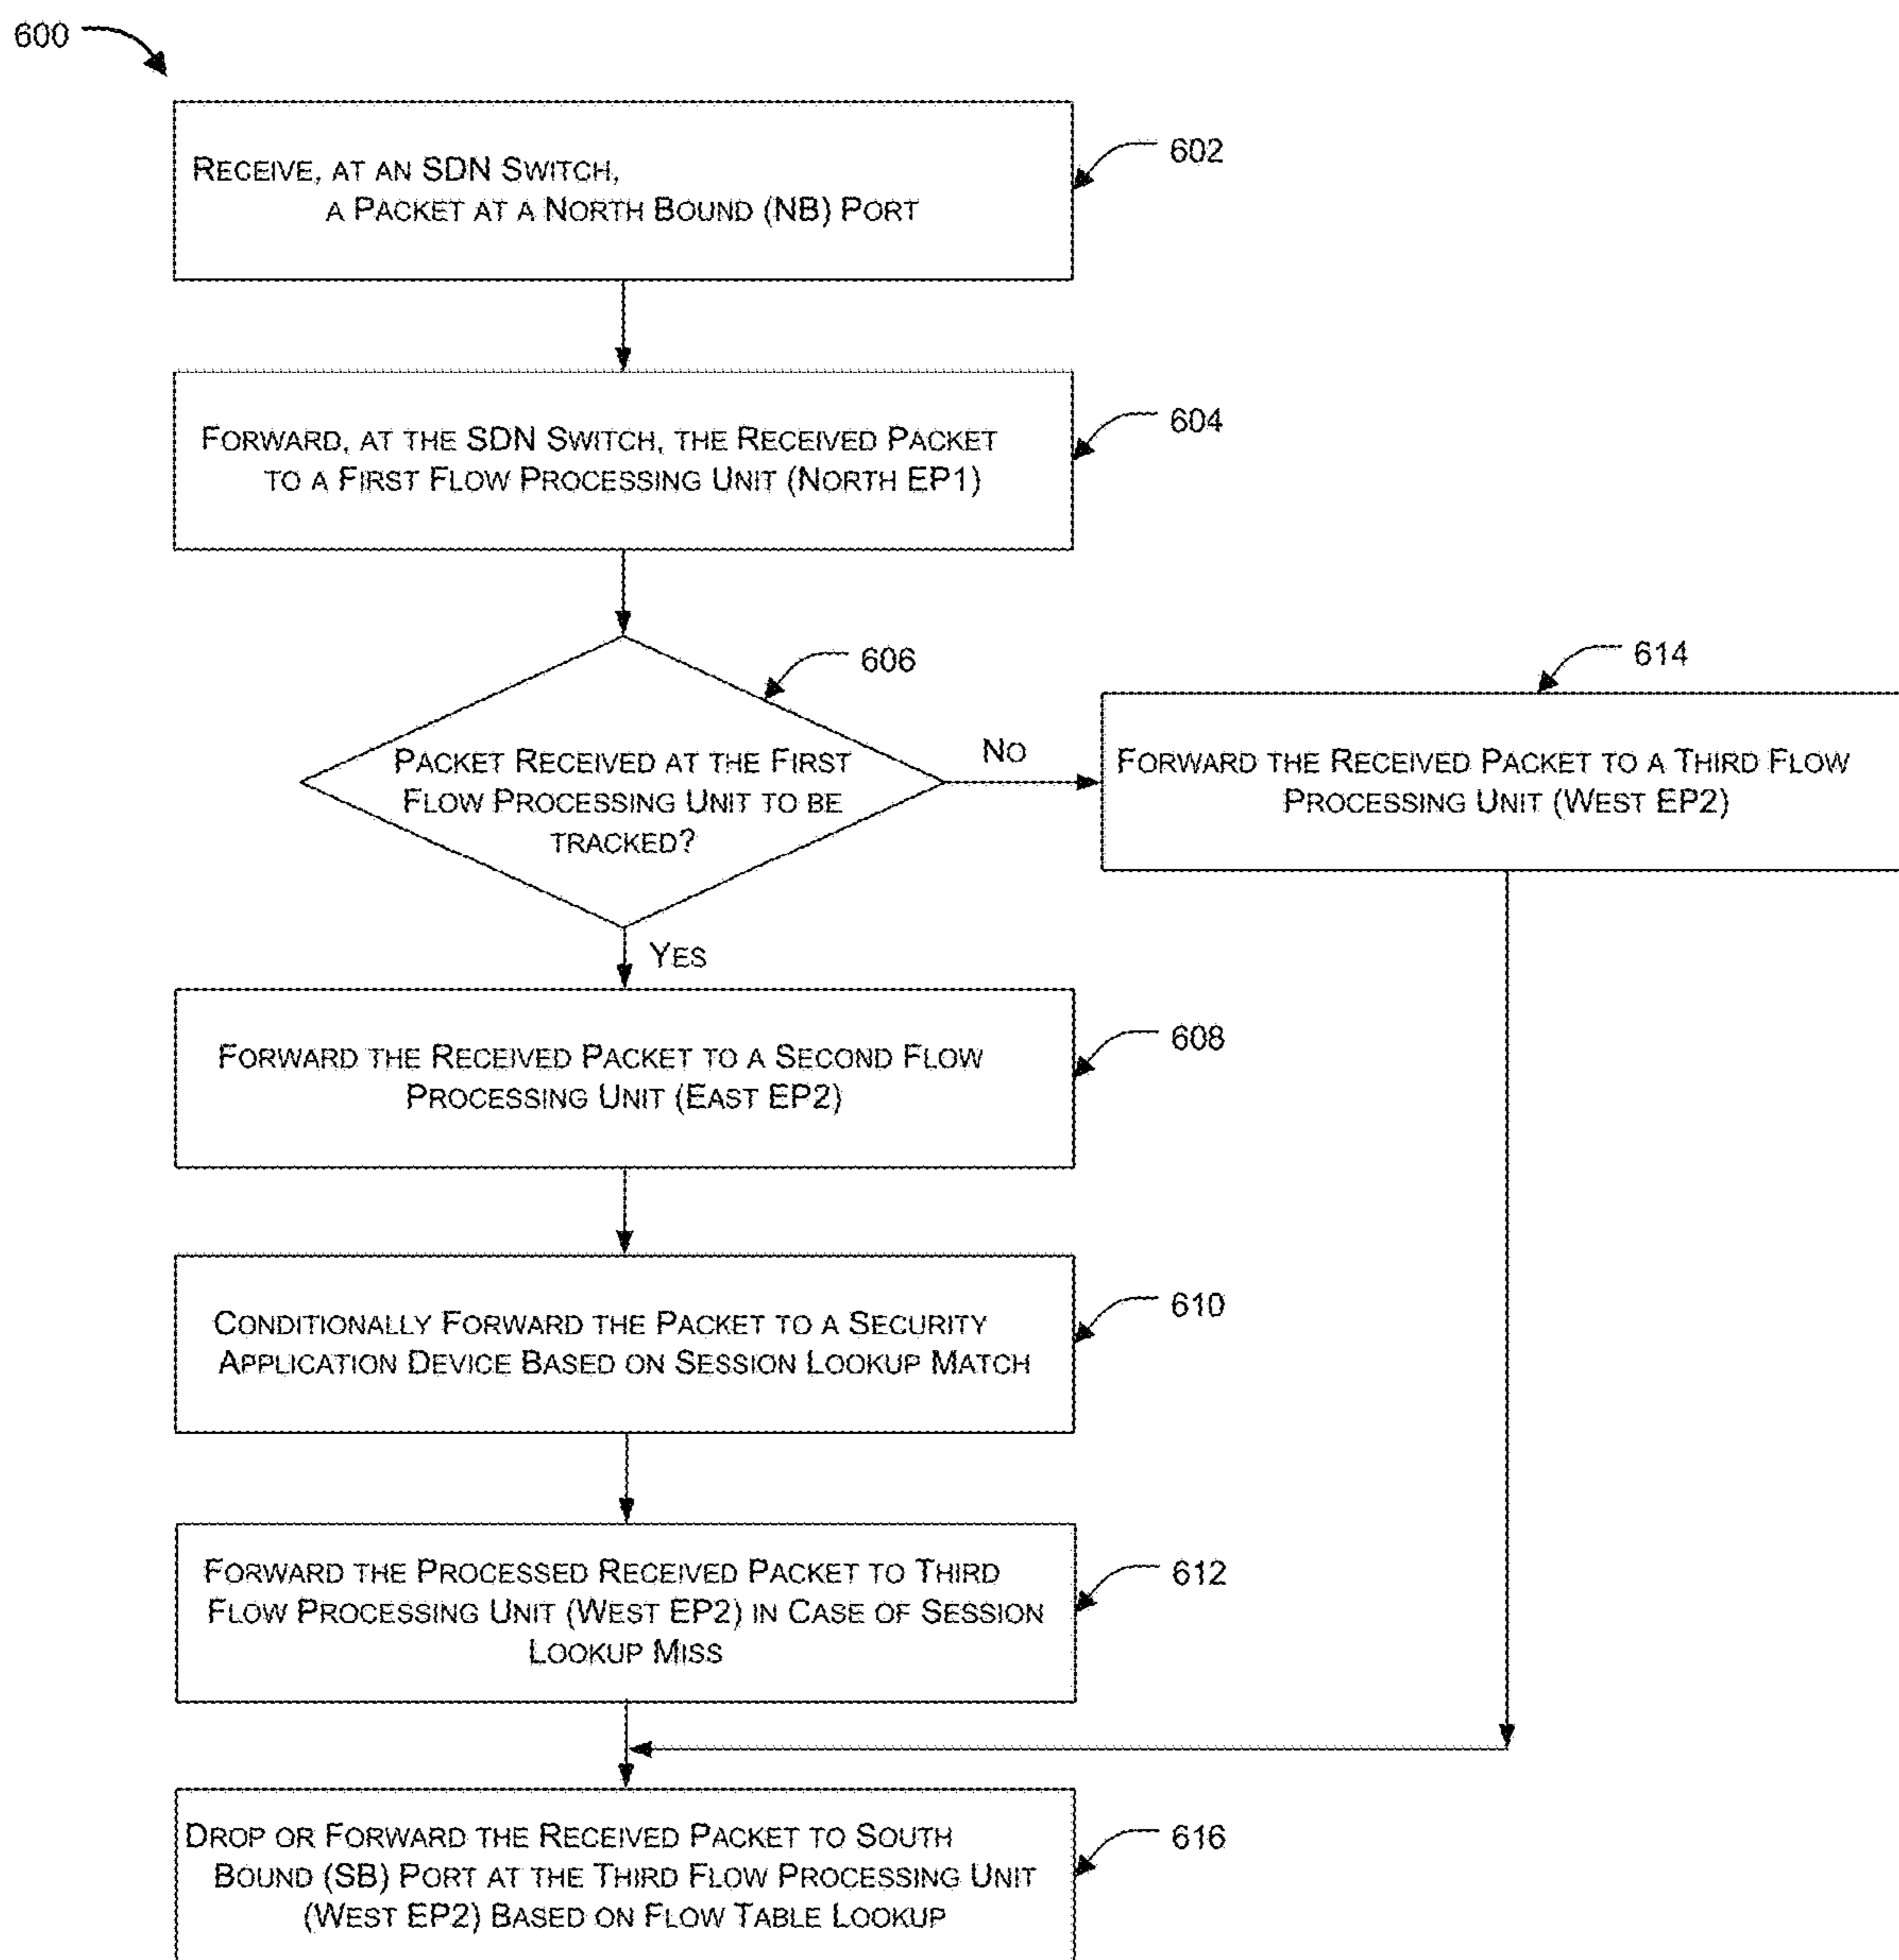 600
RECEIVE, AT AN SDN SWITCH,
A PACKET AT A NORTH BOUND (NB) PORT
602
FORWARD, AT THE SDN SWITCH, THE RECEIVED PACKET
TO A FIRST FLOW PROCESSING UNIT (NORTH EP1)
604
606
PACKET RECEIVED AT THE FIRST
FLOW PROCESSING UNIT TO BE
TRACKED?
NO
614
FORWARD THE RECEIVED PACKET TO A THIRD FLOW
PROCESSING UNIT (WEST EP2)
YES
FORWARD THE RECEIVED PACKET TO A SECOND FLOW
PROCESSING UNIT (EAST EP2)
608
CONDITIONALLY FORWARD THE PACKET TO A SECURITY
APPLICATION DEVICE BASED ON SESSION LOOKUP MATCH
610
FORWARD THE PROCESSED RECEIVED PACKET TO THIRD
FLOW PROCESSING UNIT (WEST EP2) IN CASE OF SESSION
LOOKUP MISS
612
DROP OR FORWARD THE RECEIVED PACKET TO SOUTH
BOUND (SB) PORT AT THE THIRD FLOW PROCESSING UNIT
(WEST EP2) BASED ON FLOW TABLE LOOKUP
616